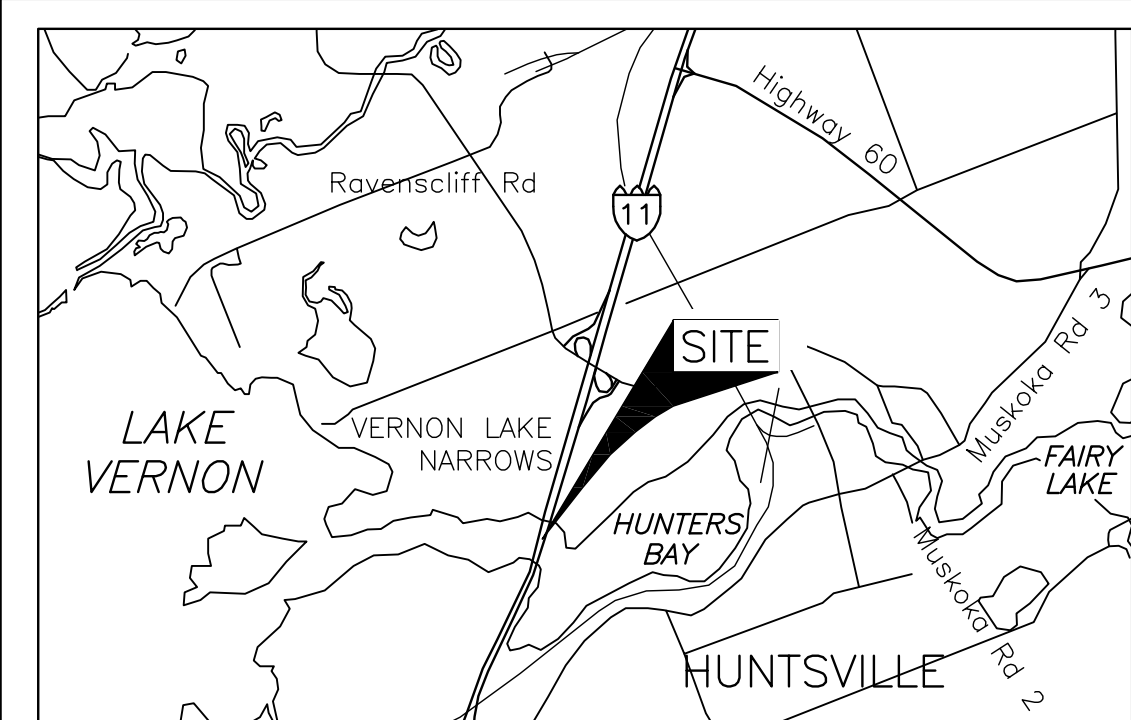 Highway 60
Ravenscliff Rd
11
Muskoka Rd 3
SITE
LAKE
VERNON
VERNON LAKE
NARROWS
FAIRY
LAKE
HUNTERS
BAY
Muskoka Rd 2
HUNTSVILLE